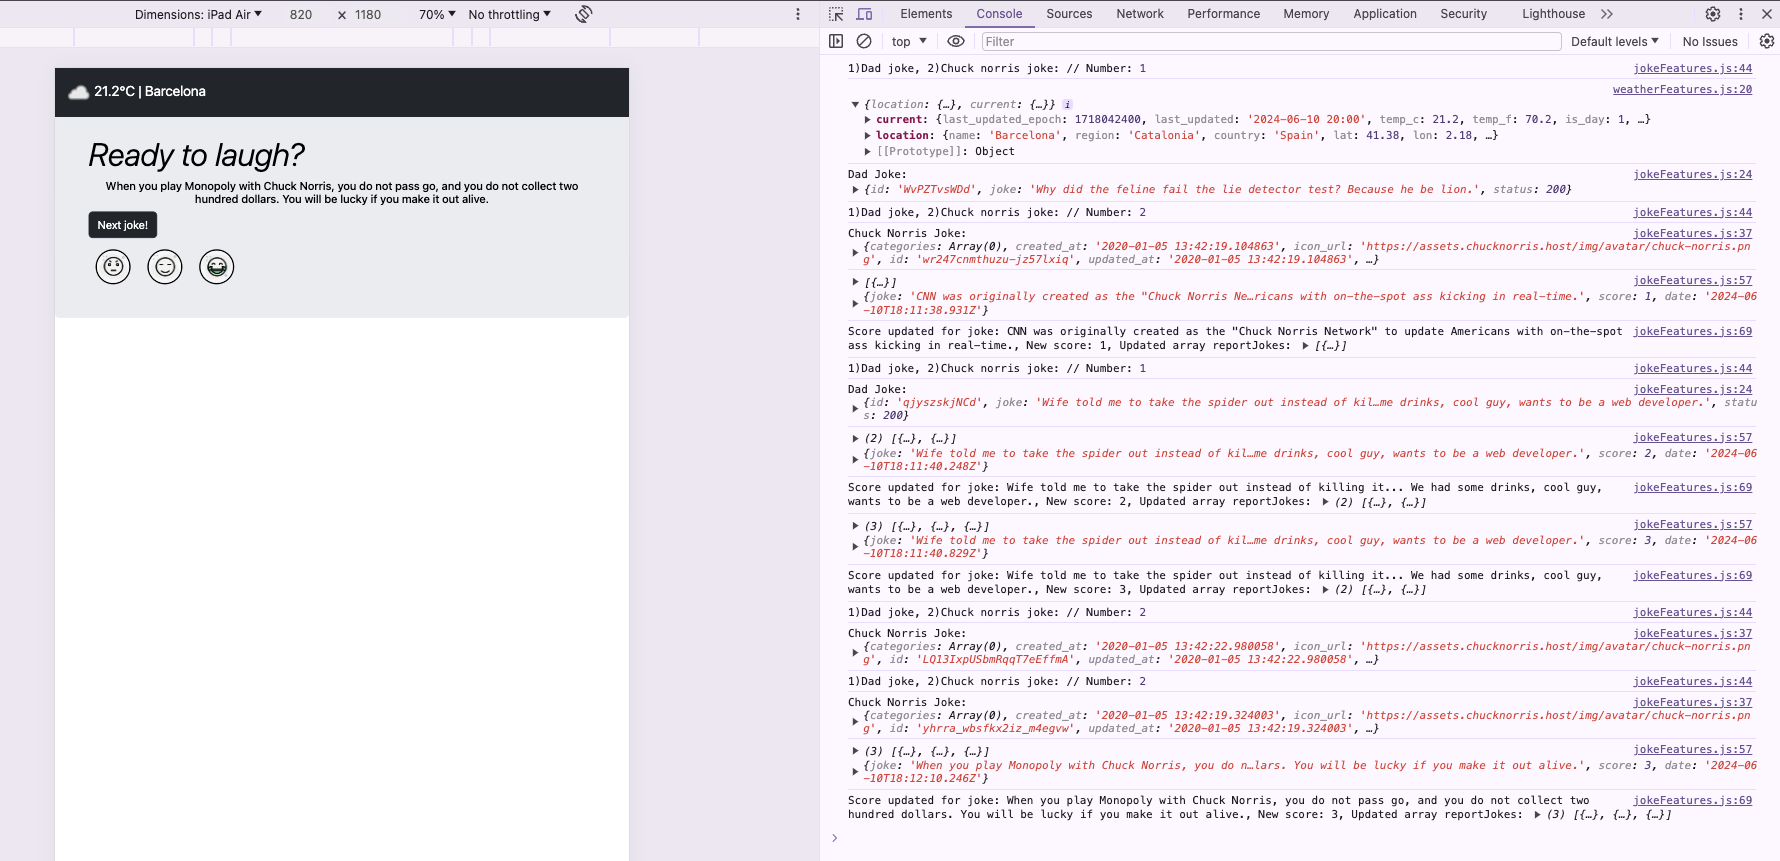 Dimensions: iPad Air ▼ 820 × 1180 70% ▼ No throttling ▼
Elements Console Sources Network Performance Memory Application Security Lighthouse
top ▼ Filter Default levels ▼ No Issues
21.2°C | Barcelona
Ready to laugh?
When you play Monopoly with Chuck Norris, you do not pass go, and you do not collect two
hundred dollars. You will be lucky if you make it out alive.
Next joke!
1)Dad joke, 2)Chuck norris joke: // Number: 1 jokeFeatures.js:44
weatherFeatures.js:20
▼ {location: {…}, current: {…}} i
▶ current: {last_updated_epoch: 1718042400, last_updated: '2024-06-10 20:00', temp_c: 21.2, temp_f: 70.2, is_day: 1, …}
▶ location: {name: 'Barcelona', region: 'Catalonia', country: 'Spain', lat: 41.38, lon: 2.18, …}
▶ [[Prototype]]: Object
Dad Joke: jokeFeatures.js:24
▶ {id: 'WvPZTvsWDd', joke: 'Why did the feline fail the lie detector test? Because he be lion.', status: 200}
1)Dad joke, 2)Chuck norris joke: // Number: 2 jokeFeatures.js:44
Chuck Norris Joke: jokeFeatures.js:37
▶ {categories: Array(0), created_at: '2020-01-05 13:42:19.104863', icon_url: 'https://assets.chucknorris.host/img/avatar/chuck-norris.pn
g', id: 'wr247cnmthuzu-jz57lxiq', updated_at: '2020-01-05 13:42:19.104863', …}
▶ [{…}] jokeFeatures.js:57
▶ {joke: 'CNN was originally created as the "Chuck Norris Ne…ricans with on-the-spot ass kicking in real-time.', score: 1, date: '2024-06
-10T18:11:38.931Z'}
Score updated for joke: CNN was originally created as the "Chuck Norris Network" to update Americans with on-the-spot jokeFeatures.js:69
ass kicking in real-time., New score: 1, Updated array reportJokes: ▶ [{…}]
1)Dad joke, 2)Chuck norris joke: // Number: 1 jokeFeatures.js:44
Dad Joke: jokeFeatures.js:24
▶ {id: 'qjyszskjNCd', joke: 'Wife told me to take the spider out instead of kil…me drinks, cool guy, wants to be a web developer.', statu
s: 200}
▶ (2) [{…}, {…}] jokeFeatures.js:57
▶ {joke: 'Wife told me to take the spider out instead of kil…me drinks, cool guy, wants to be a web developer.', score: 2, date: '2024-06
-10T18:11:40.248Z'}
Score updated for joke: Wife told me to take the spider out instead of killing it... We had some drinks, cool guy, jokeFeatures.js:69
wants to be a web developer., New score: 2, Updated array reportJokes: ▶ (2) [{…}, {…}]
▶ (3) [{…}, {…}, {…}] jokeFeatures.js:57
▶ {joke: 'Wife told me to take the spider out instead of kil…me drinks, cool guy, wants to be a web developer.', score: 3, date: '2024-06
-10T18:11:40.829Z'}
Score updated for joke: Wife told me to take the spider out instead of killing it... We had some drinks, cool guy, jokeFeatures.js:69
wants to be a web developer., New score: 3, Updated array reportJokes: ▶ (2) [{…}, {…}]
1)Dad joke, 2)Chuck norris joke: // Number: 2 jokeFeatures.js:44
Chuck Norris Joke: jokeFeatures.js:37
▶ {categories: Array(0), created_at: '2020-01-05 13:42:22.980058', icon_url: 'https://assets.chucknorris.host/img/avatar/chuck-norris.pn
g', id: 'LQ13IxpUSbmRqqT7eEffmA', updated_at: '2020-01-05 13:42:22.980058', …}
1)Dad joke, 2)Chuck norris joke: // Number: 2 jokeFeatures.js:44
Chuck Norris Joke: jokeFeatures.js:37
▶ {categories: Array(0), created_at: '2020-01-05 13:42:19.324003', icon_url: 'https://assets.chucknorris.host/img/avatar/chuck-norris.pn
g', id: 'yhrra_wbsfkx2iz_m4egvw', updated_at: '2020-01-05 13:42:19.324003', …}
▶ (3) [{…}, {…}, {…}] jokeFeatures.js:57
▶ {joke: 'When you play Monopoly with Chuck Norris, you do n…lars. You will be lucky if you make it out alive.', score: 3, date: '2024-06
-10T18:12:10.246Z'}
Score updated for joke: When you play Monopoly with Chuck Norris, you do not pass go, and you do not collect two jokeFeatures.js:69
hundred dollars. You will be lucky if you make it out alive., New score: 3, Updated array reportJokes: ▶ (3) [{…}, {…}, {…}]